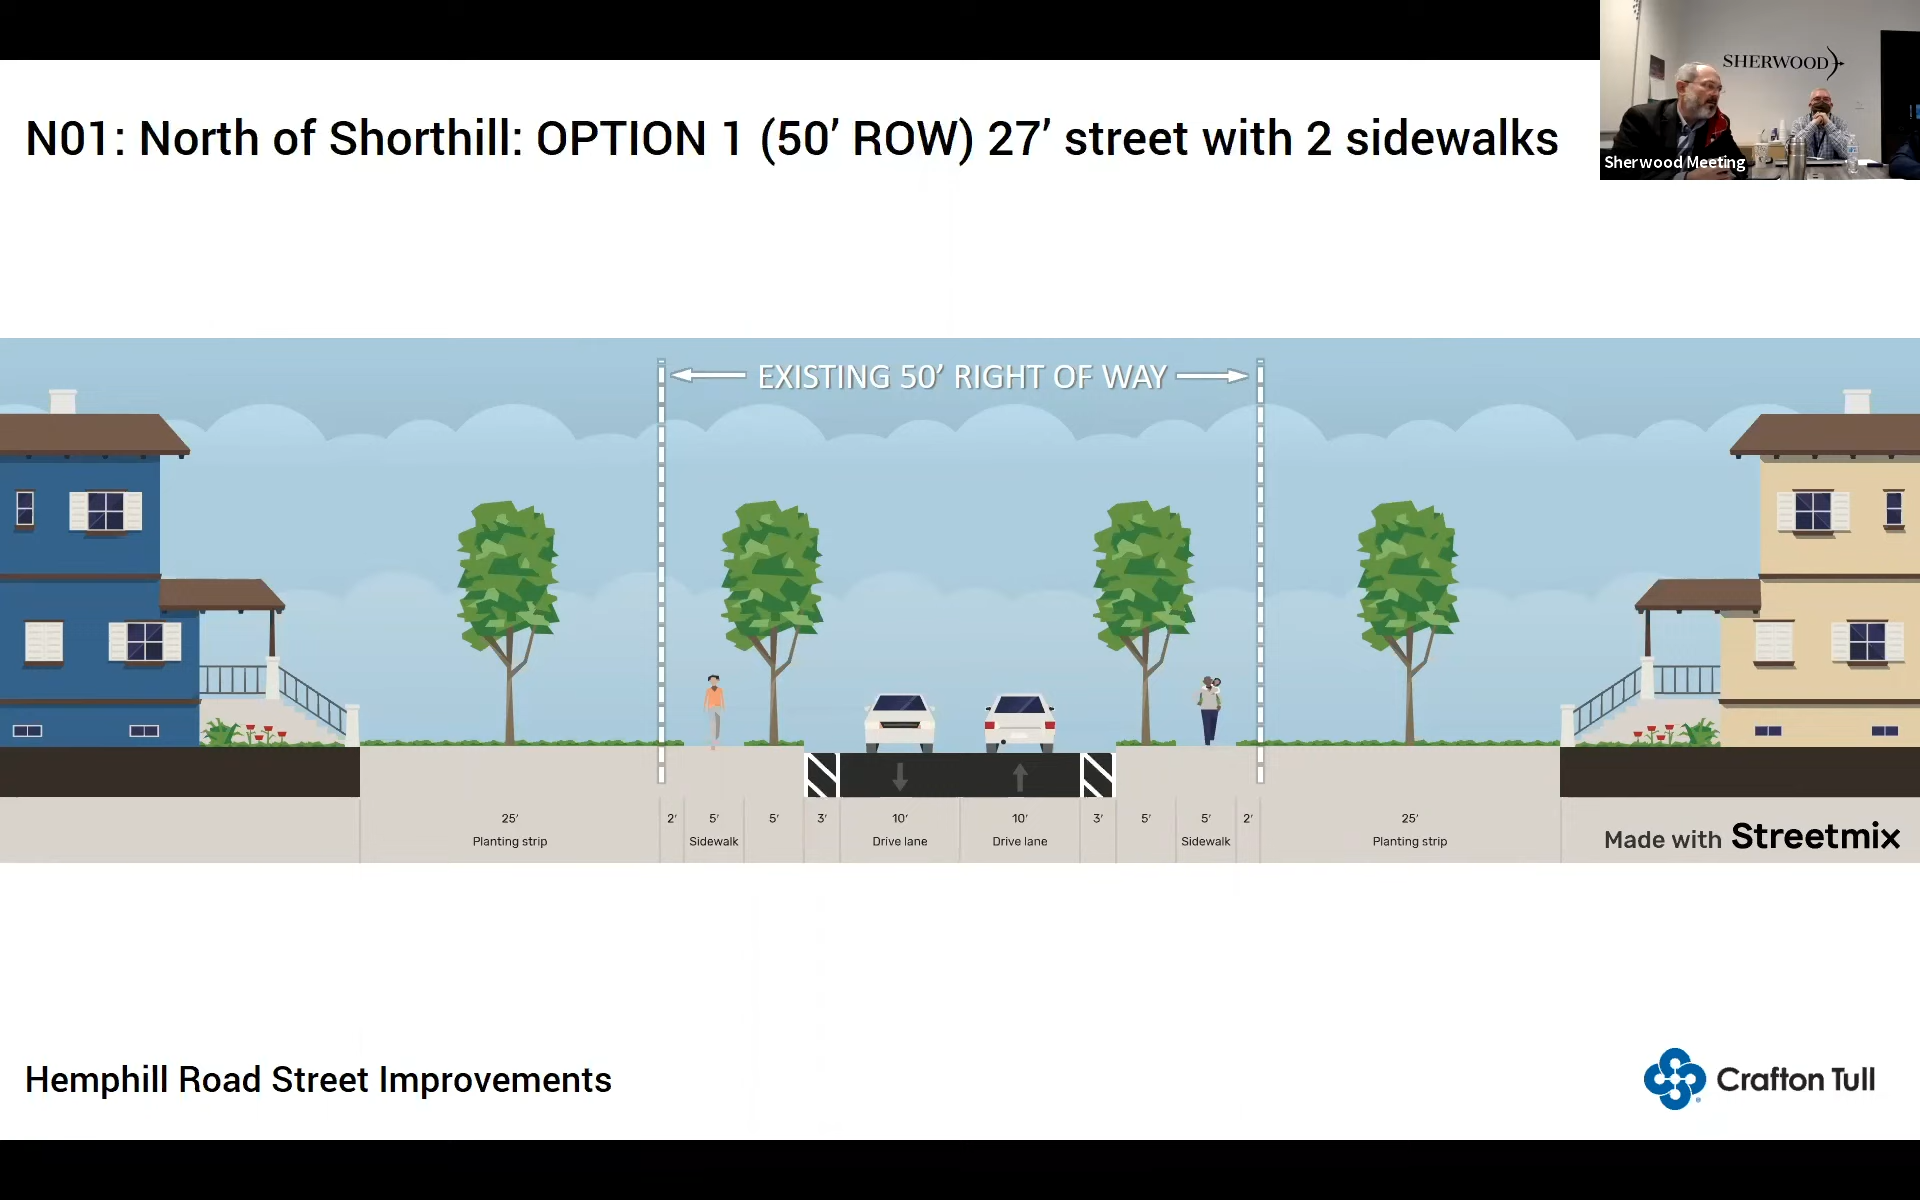 N01: North of Shorthill: OPTION 1 (50’ ROW) 27’ street with 2 sidewalks
SHERWOOD
Sherwood Meeting
EXISTING 50’ RIGHT OF WAY
25’ 2’ 5’ 5’ 3’ 10’ 10’ 3’ 5’ 5’ 2’ 25’
Planting strip Sidewalk Drive lane Drive lane Sidewalk Planting strip
Made with Streetmix
Hemphill Road Street Improvements
Crafton Tull